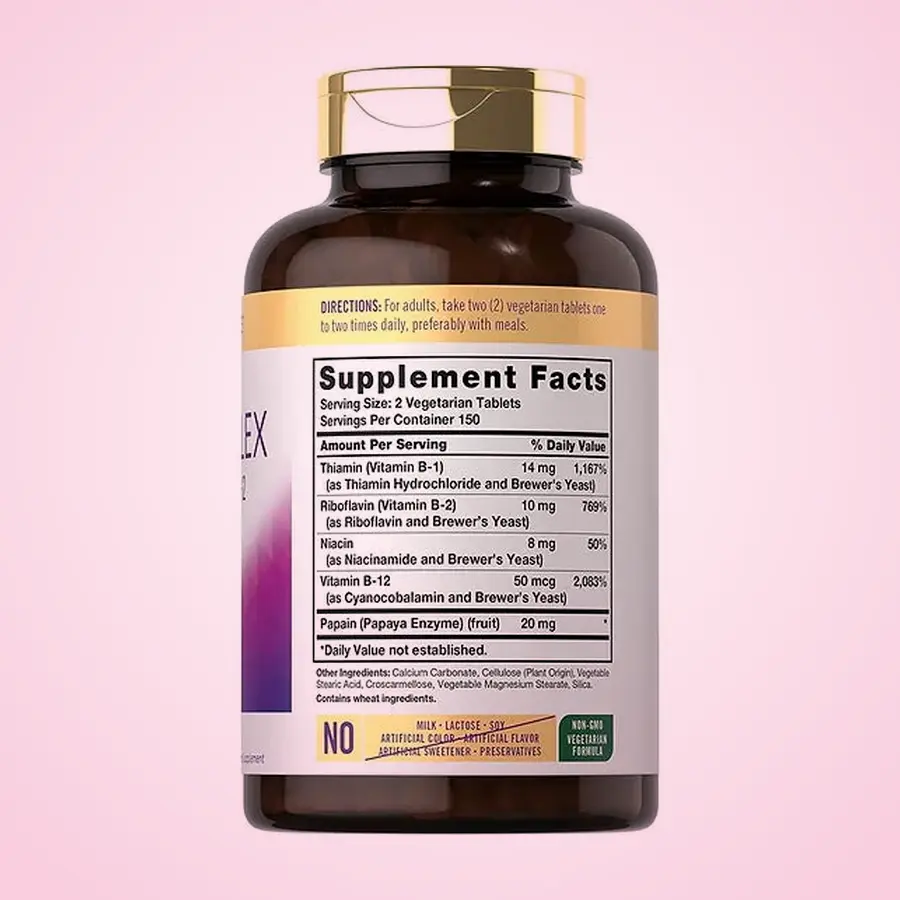 DIRECTIONS: For adults, take two (2) vegetarian tablets one
to two times daily, preferably with meals.
LEX
Supplement Facts
Serving Size: 2 Vegetarian Tablets
Servings Per Container 150
Amount Per Serving % Daily Value
Thiamin (Vitamin B-1) 14 mg 1,167%
(as Thiamin Hydrochloride and Brewer's Yeast)
Riboflavin (Vitamin B-2) 10 mg 769%
(as Riboflavin and Brewer's Yeast)
Niacin 8 mg 50%
(as Niacinamide and Brewer's Yeast)
Vitamin B-12 50 mcg 2,083%
(as Cyanocobalamin and Brewer's Yeast)
Papain (Papaya Enzyme) (fruit) 20 mg *
*Daily Value not established.
Other Ingredients: Calcium Carbonate, Cellulose (Plant Origin), Vegetable
Stearic Acid, Croscarmellose, Vegetable Magnesium Stearate, Silica.
Contains wheat ingredients.
NO
MILK • LACTOSE • SOY
ARTIFICIAL COLOR • ARTIFICIAL FLAVOR
ARTIFICIAL SWEETENER • PRESERVATIVES
NON-GMO
VEGETARIAN
FORMULA